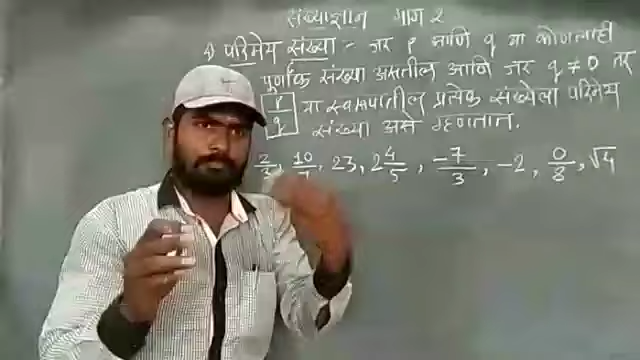 संख्याज्ञान भाग २
परिमेय संख्या :- जर p आणि q या कोणत्याही
पूर्णांक संख्या असतील आणि जर q ≠ 0 तर
p/q या स्वरूपातील प्रत्येक संख्येला परिमेय
संख्या असे म्हणतात.
2/3, 10/7, 23, 2 4/5, -7/3, -2, 0/8, √4